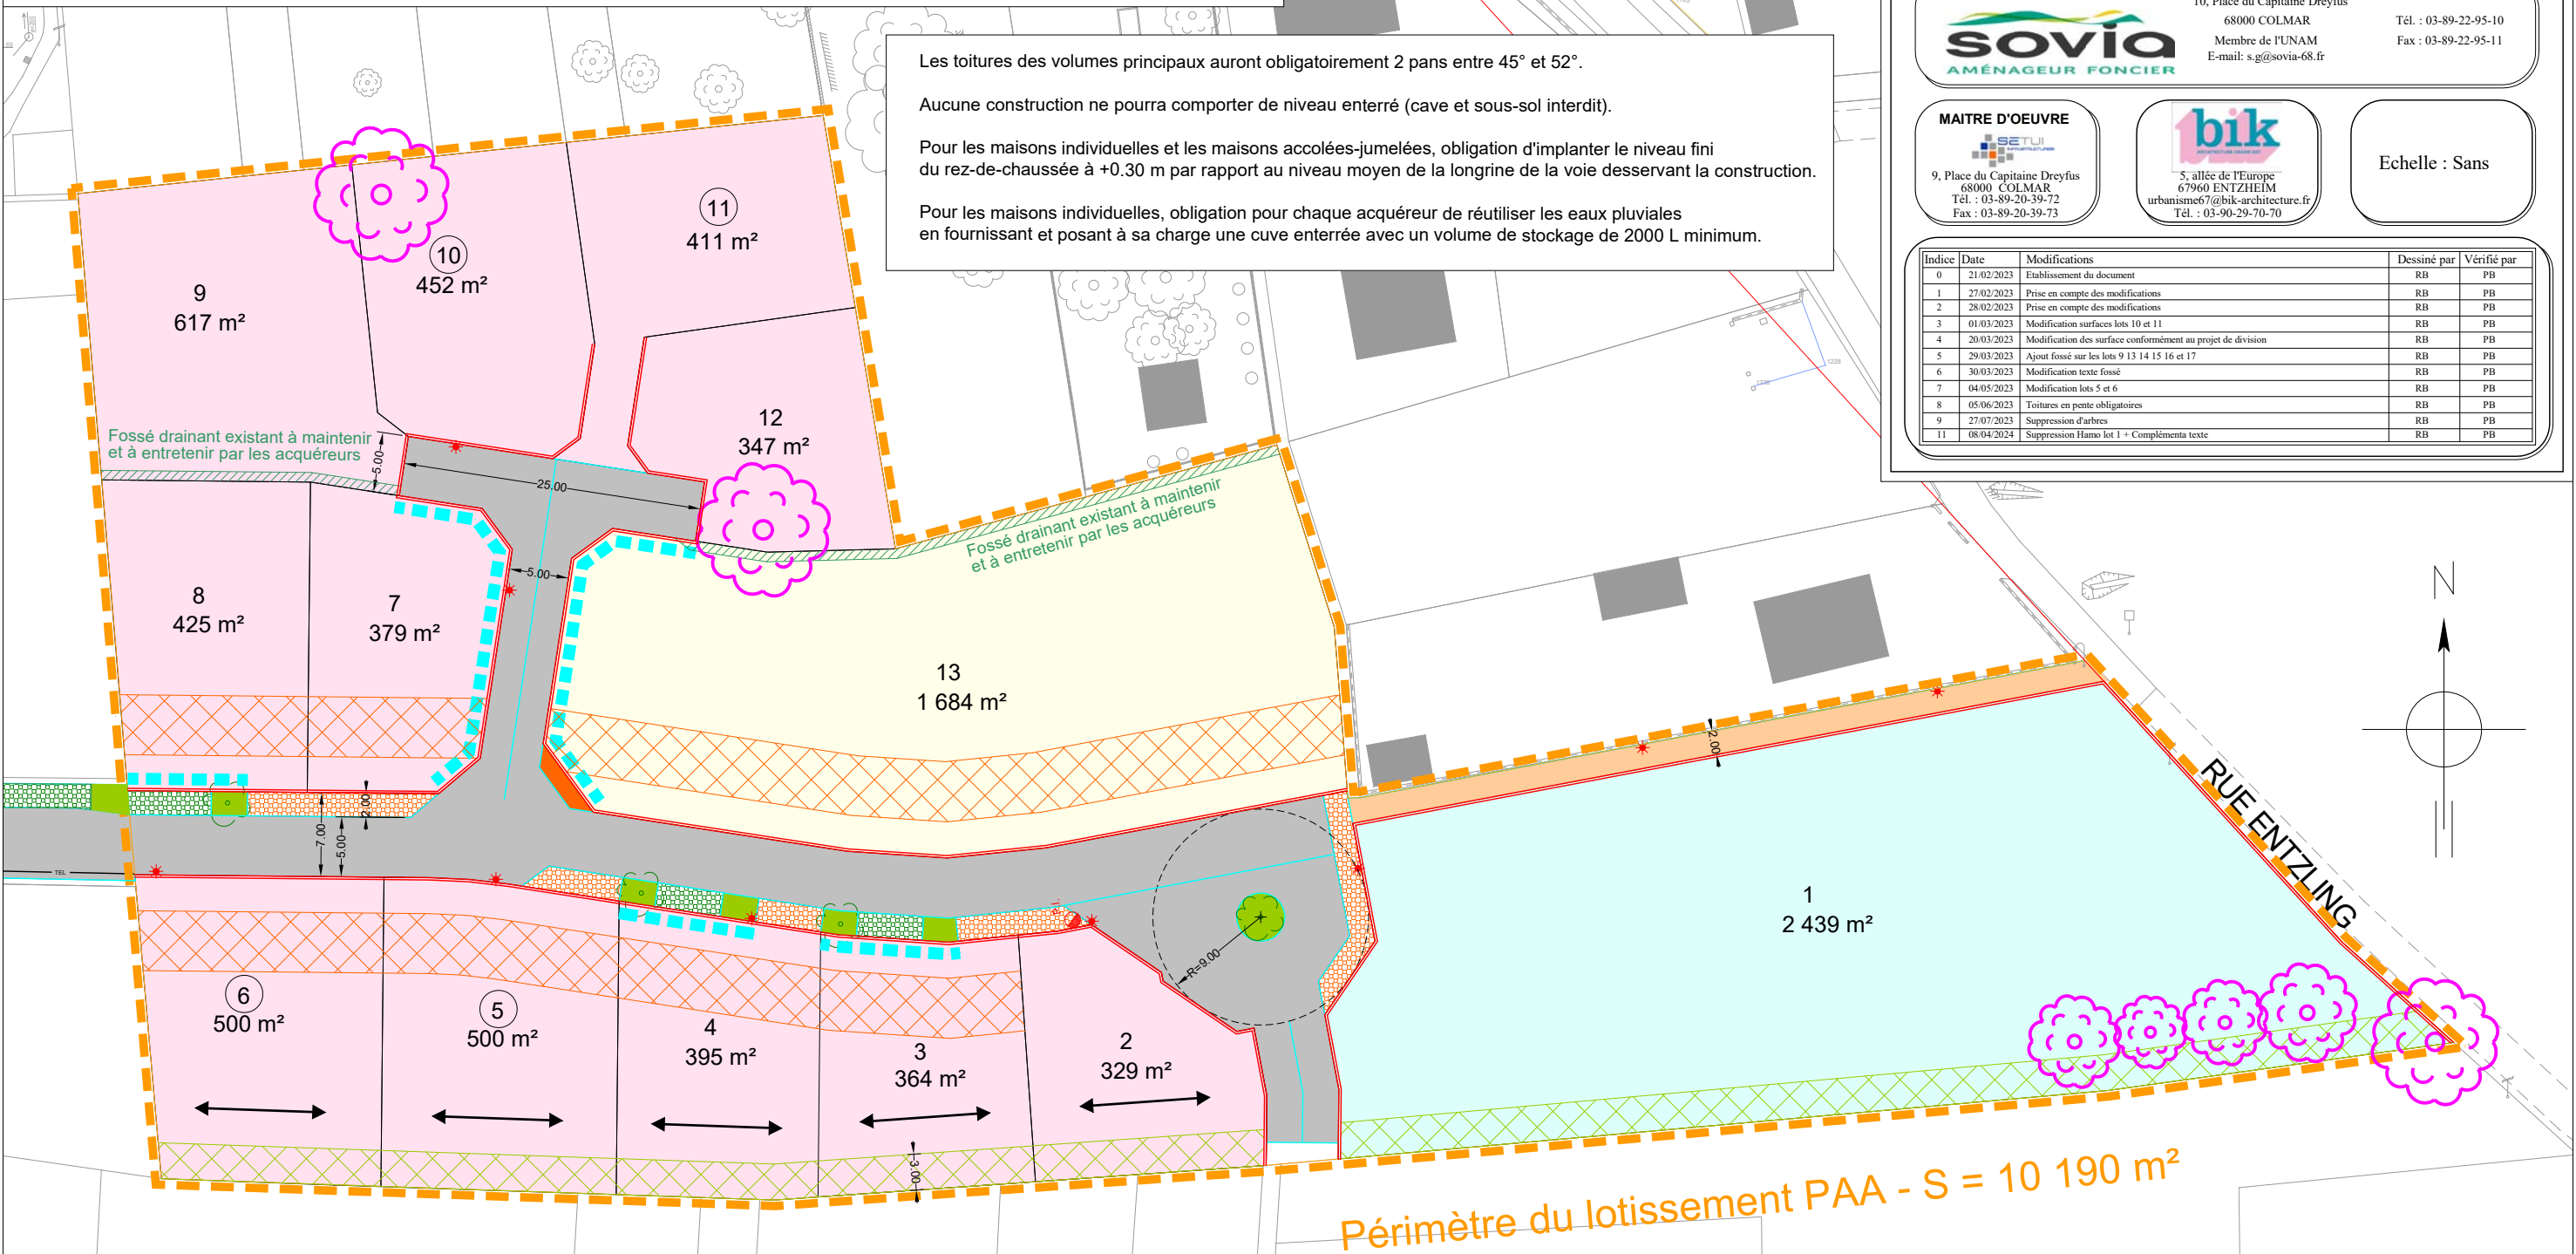 10, Place du Capitaine Dreyfus
68000 COLMAR
Membre de l'UNAM
E-mail: s.g@sovia-68.fr
Tél. : 03-89-22-95-10
Fax : 03-89-22-95-11
sovia
AMÉNAGEUR FONCIER
Les toitures des volumes principaux auront obligatoirement 2 pans entre 45° et 52°.
Aucune construction ne pourra comporter de niveau enterré (cave et sous-sol interdit).
Pour les maisons individuelles et les maisons accolées-jumelées, obligation d'implanter le niveau fini
du rez-de-chaussée à +0.30 m par rapport au niveau moyen de la longrine de la voie desservant la construction.
Pour les maisons individuelles, obligation pour chaque acquéreur de réutiliser les eaux pluviales
en fournissant et posant à sa charge une cuve enterrée avec un volume de stockage de 2000 L minimum.
MAITRE D'OEUVRE
SETUI
9, Place du Capitaine Dreyfus
68000 COLMAR
Tél. : 03-89-20-39-72
Fax : 03-89-20-39-73
bik
5, allée de l'Europe
67960 ENTZHEIM
urbanisme67@bik-architecture.fr
Tél. : 03-90-29-70-70
Echelle : Sans
Indice Date Modifications Dessiné par Vérifié par
0 21/02/2023 Etablissement du document RB PB
1 27/02/2023 Prise en compte des modifications RB PB
2 28/02/2023 Prise en compte des modifications RB PB
3 01/03/2023 Modification surfaces lots 10 et 11 RB PB
4 20/03/2023 Modification des surface conformément au projet de division RB PB
5 29/03/2023 Ajout fossé sur les lots 9 13 14 15 16 et 17 RB PB
6 30/03/2023 Modification texte fossé RB PB
7 04/05/2023 Modification lots 5 et 6 RB PB
8 05/06/2023 Toitures en pente obligatoires RB PB
9 27/07/2023 Suppression d'arbres RB PB
11 08/04/2024 Suppression Hamo lot 1 + Complémenta texte RB PB
9
617 m²
10
452 m²
11
411 m²
12
347 m²
Fossé drainant existant à maintenir
et à entretenir par les acquéreurs
5.00
25.00
Fossé drainant existant à maintenir
et à entretenir par les acquéreurs
5.00
8
425 m²
7
379 m²
13
1 684 m²
N
2.00
2.00
7.00
5.00
TEL
RUE ENTZLING
1
2 439 m²
R=9.00
6
500 m²
5
500 m²
4
395 m²
3
364 m²
2
329 m²
3.00
Périmètre du lotissement PAA - S = 10 190 m²